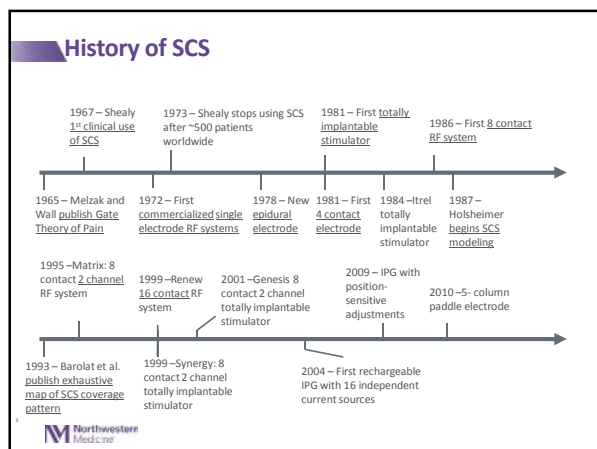 History of SCS
1967 – Shealy
1st clinical use
of SCS
1973 – Shealy stops using SCS
after ~500 patients
worldwide
1981 – First totally
implantable
stimulator
1986 – First 8 contact
RF system
1965 – Melzak and
Wall publish Gate
Theory of Pain
1972 – First
commercialized single
electrode RF systems
1978 – New
epidural
electrode
1981 – First
4 contact
electrode
1984 –Itrel
totally
implantable
stimulator
1987 –
Holsheimer
begins SCS
modeling
1995 –Matrix: 8
contact 2 channel
RF system
1999 –Renew
16 contact RF
system
2001 –Genesis 8
contact 2 channel
totally implantable
stimulator
2009 – IPG with
position-
sensitive
adjustments
2010 –5- column
paddle electrode
1993 – Barolat et al.
publish exhaustive
map of SCS coverage
pattern
1999 –Synergy: 8
contact 2 channel
totally implantable
stimulator
2004 – First rechargeable
IPG with 16 independent
current sources
3
NM Northwestern
Medicine